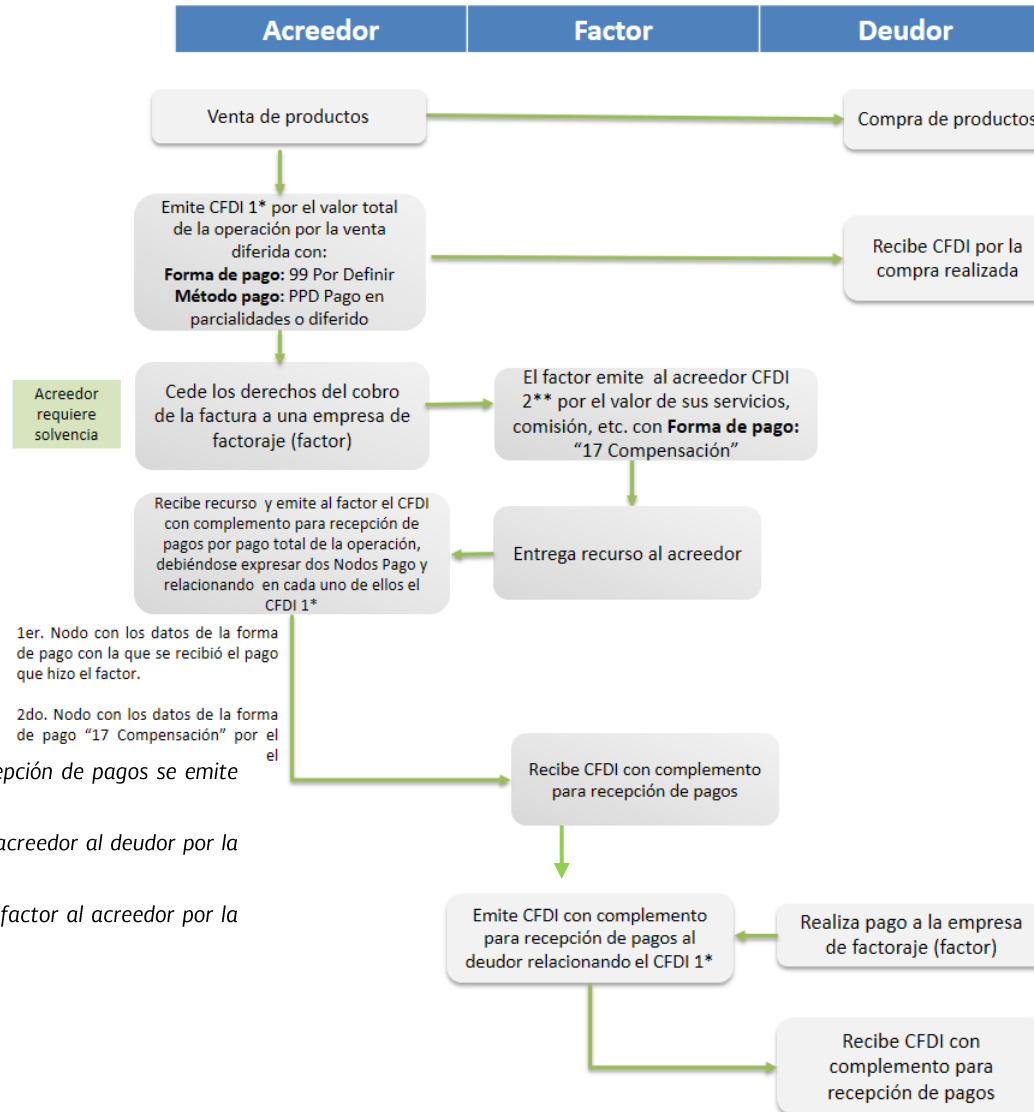 Acreedor
Factor
Deudor
Venta de productos
Compra de productos
Emite CFDI 1* por el valor total
de la operación por la venta
diferida con:
Forma de pago: 99 Por Definir
Método pago: PPD Pago en
parcialidades o diferido
Recibe CFDI por la
compra realizada
Acreedor
requiere
solvencia
Cede los derechos del cobro
de la factura a una empresa de
factoraje (factor)
El factor emite al acreedor CFDI
2** por el valor de sus servicios,
comisión, etc. con Forma de pago:
“17 Compensación”
Recibe recurso y emite al factor el CFDI
con complemento para recepción de
pagos por pago total de la operación,
debiéndose expresar dos Nodos Pago y
relacionando en cada uno de ellos el
CFDI 1*
Entrega recurso al acreedor
1er. Nodo con los datos de la forma
de pago con la que se recibió el pago
que hizo el factor.
2do. Nodo con los datos de la forma
de pago “17 Compensación” por el
el
epción de pagos se emite
acreedor al deudor por la
factor al acreedor por la
Recibe CFDI con complemento
para recepción de pagos
Emite CFDI con complemento
para recepción de pagos al
deudor relacionando el CFDI 1*
Realiza pago a la empresa
de factoraje (factor)
Recibe CFDI con
complemento para
recepción de pagos